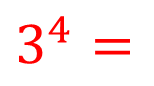 3⁴ =